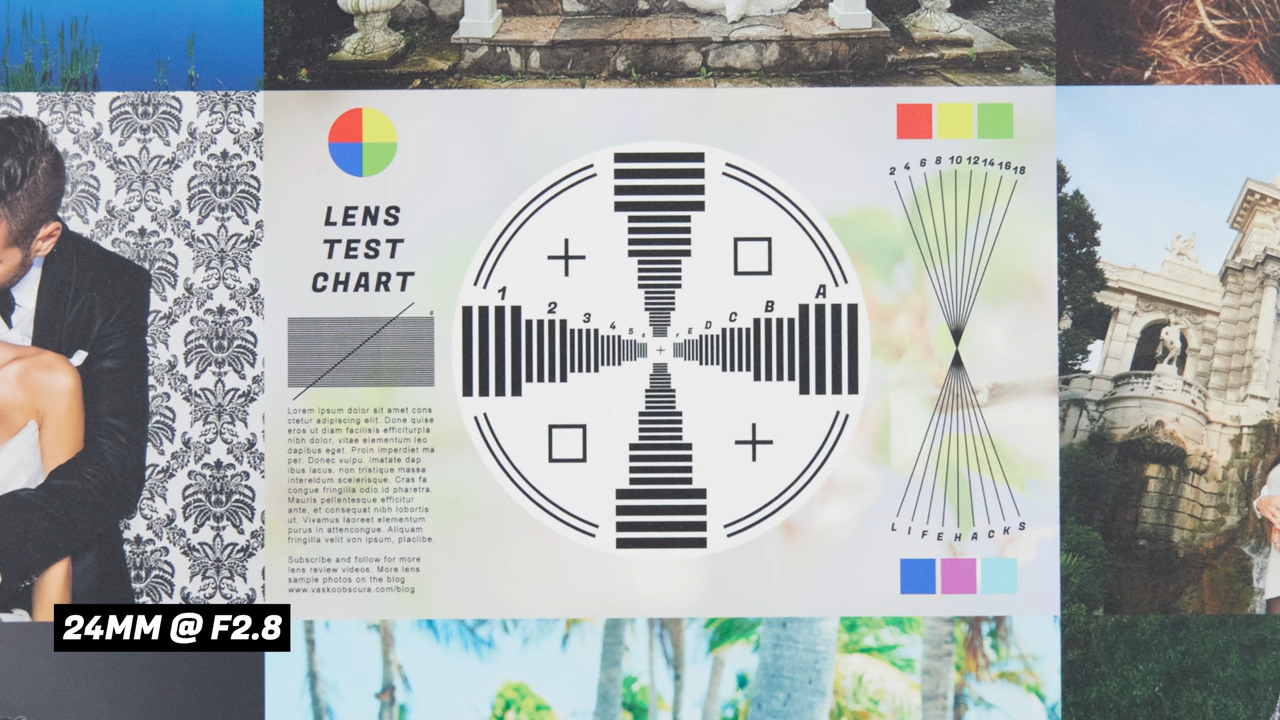 LENS
TEST
CHART
2 4 6 8 10 12 14 16 18
1 2 3 4 5
E D C B A
Lorem ipsum dolor sit amet cons
ctetur adipiscing elit. Done quise
eros ut diam facilisis efficiturpla
nibh dolor, vitae elementum leo
dapibus eget. Proin imperdiet ma
per. Donec vulpu. Imatate dap
ibus lacus, non tristique massa
intereldum scelerisque. Cras fa
congue fringilla odio id pharetra.
Mauris pellentesque efficitur
ante, et consequat nibh lobortis
ut. Vivamus laoreet elementum
purus in attencongue. Aliquam
fringilla velit von ipsum, placlibe.
Subscribe and follow for more
lens review videos. More lens
sample photos on the blog
www.vaskoobscura.com/blog
LIFEHACKS
24MM @ F2.8